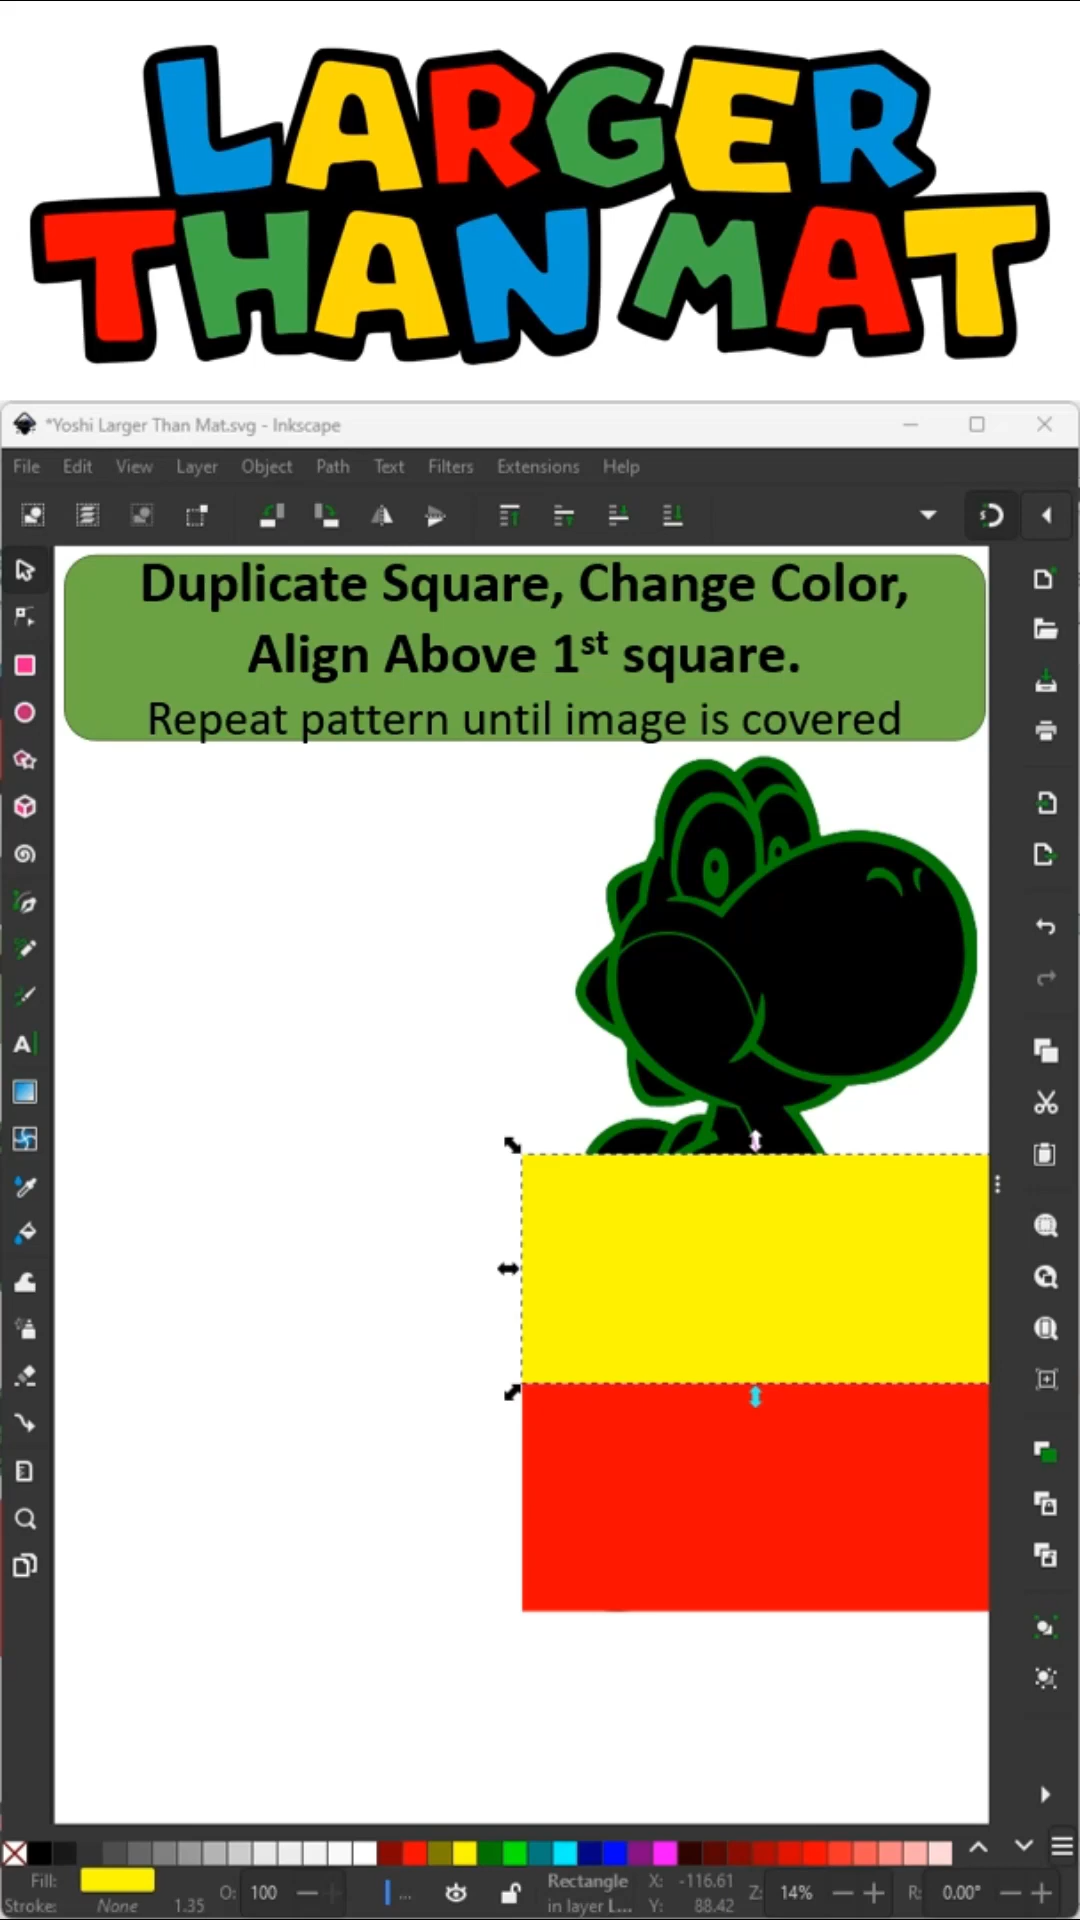 LARGER
THAN MAT
*Yoshi Larger Than Mat.svg - Inkscape
File Edit View Layer Object Path Text Filters Extensions Help
Duplicate Square, Change Color,
Align Above 1st square.
Repeat pattern until image is covered
A
Fill:
Stroke: None 1.35
O: 100
...
Rectangle
in layer L...
X: -116.61
Y: 88.42
Z: 14%
R: 0.00°